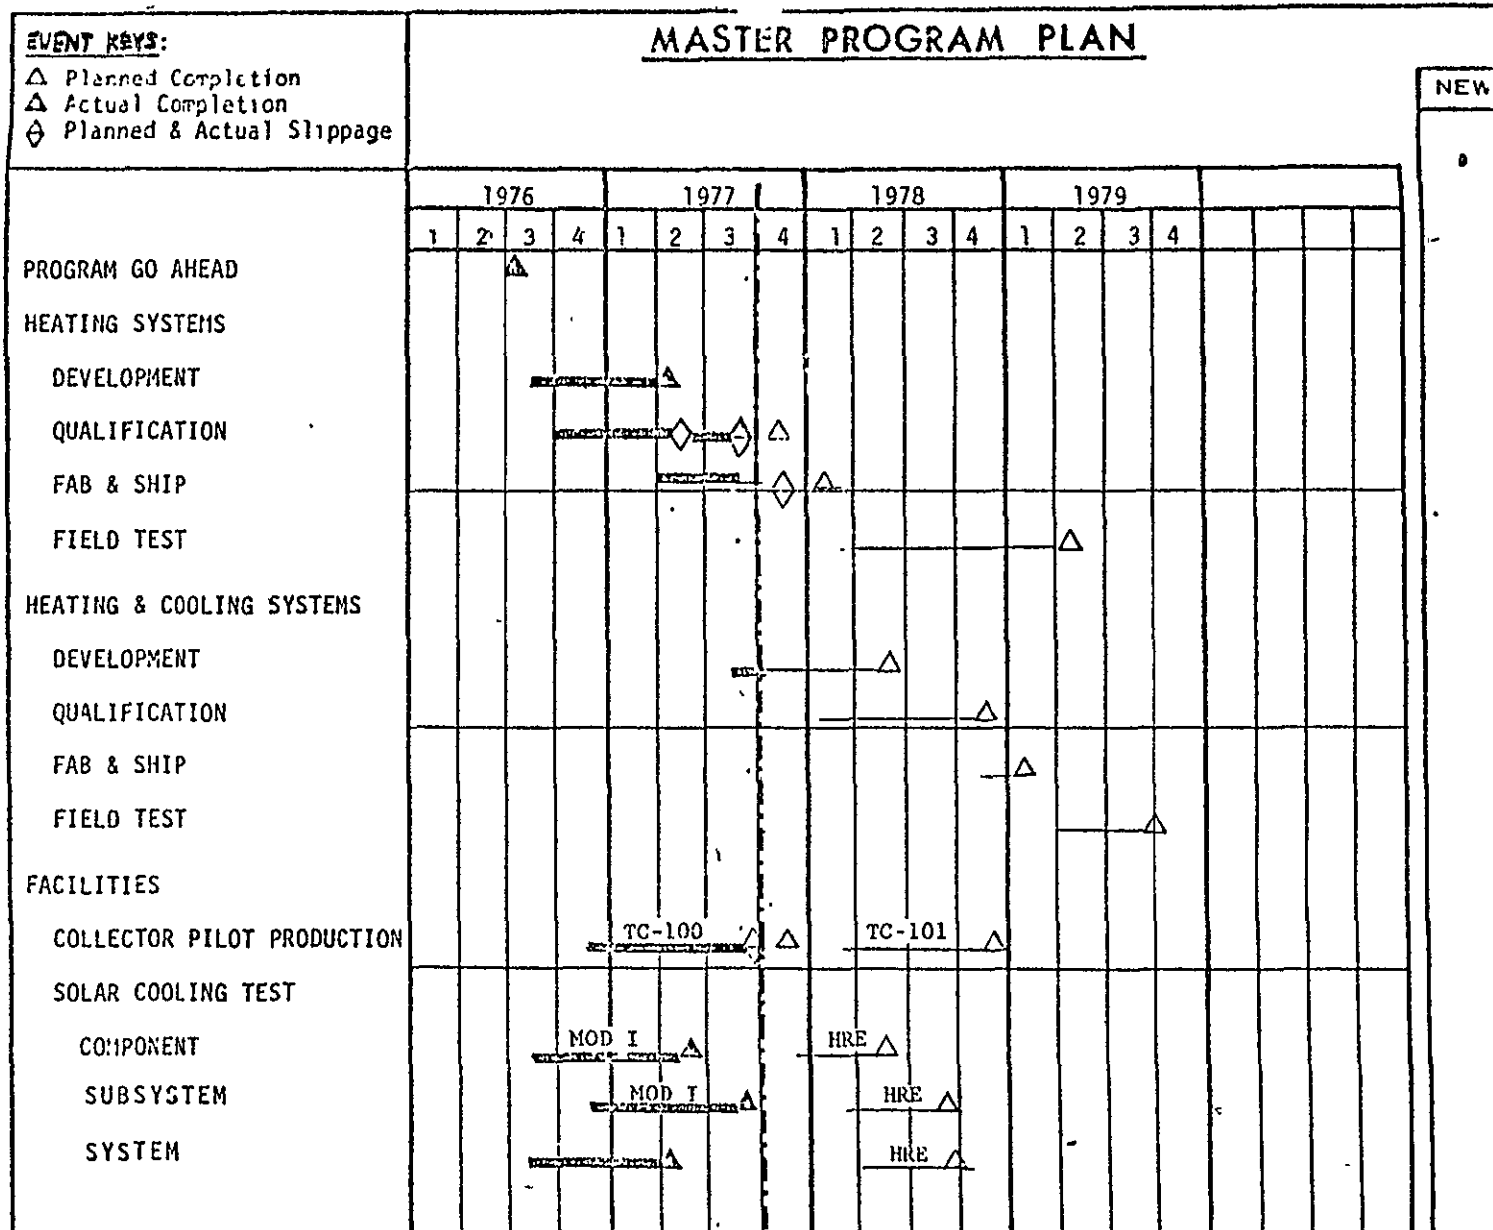 EVENT KEYS:
△ Planned Completion
△ Actual Completion
Planned & Actual Slippage
MASTER PROGRAM PLAN
NEW
1976 1977 1978 1979
1 2 3 4 1 2 3 4 1 2 3 4 1 2 3 4
PROGRAM GO AHEAD
HEATING SYSTEMS
DEVELOPMENT
QUALIFICATION
FAB & SHIP
FIELD TEST
HEATING & COOLING SYSTEMS
DEVELOPMENT
QUALIFICATION
FAB & SHIP
FIELD TEST
FACILITIES
COLLECTOR PILOT PRODUCTION TC-100 TC-101
SOLAR COOLING TEST
COMPONENT MOD I HRE
SUBSYSTEM MOD I HRE
SYSTEM HRE